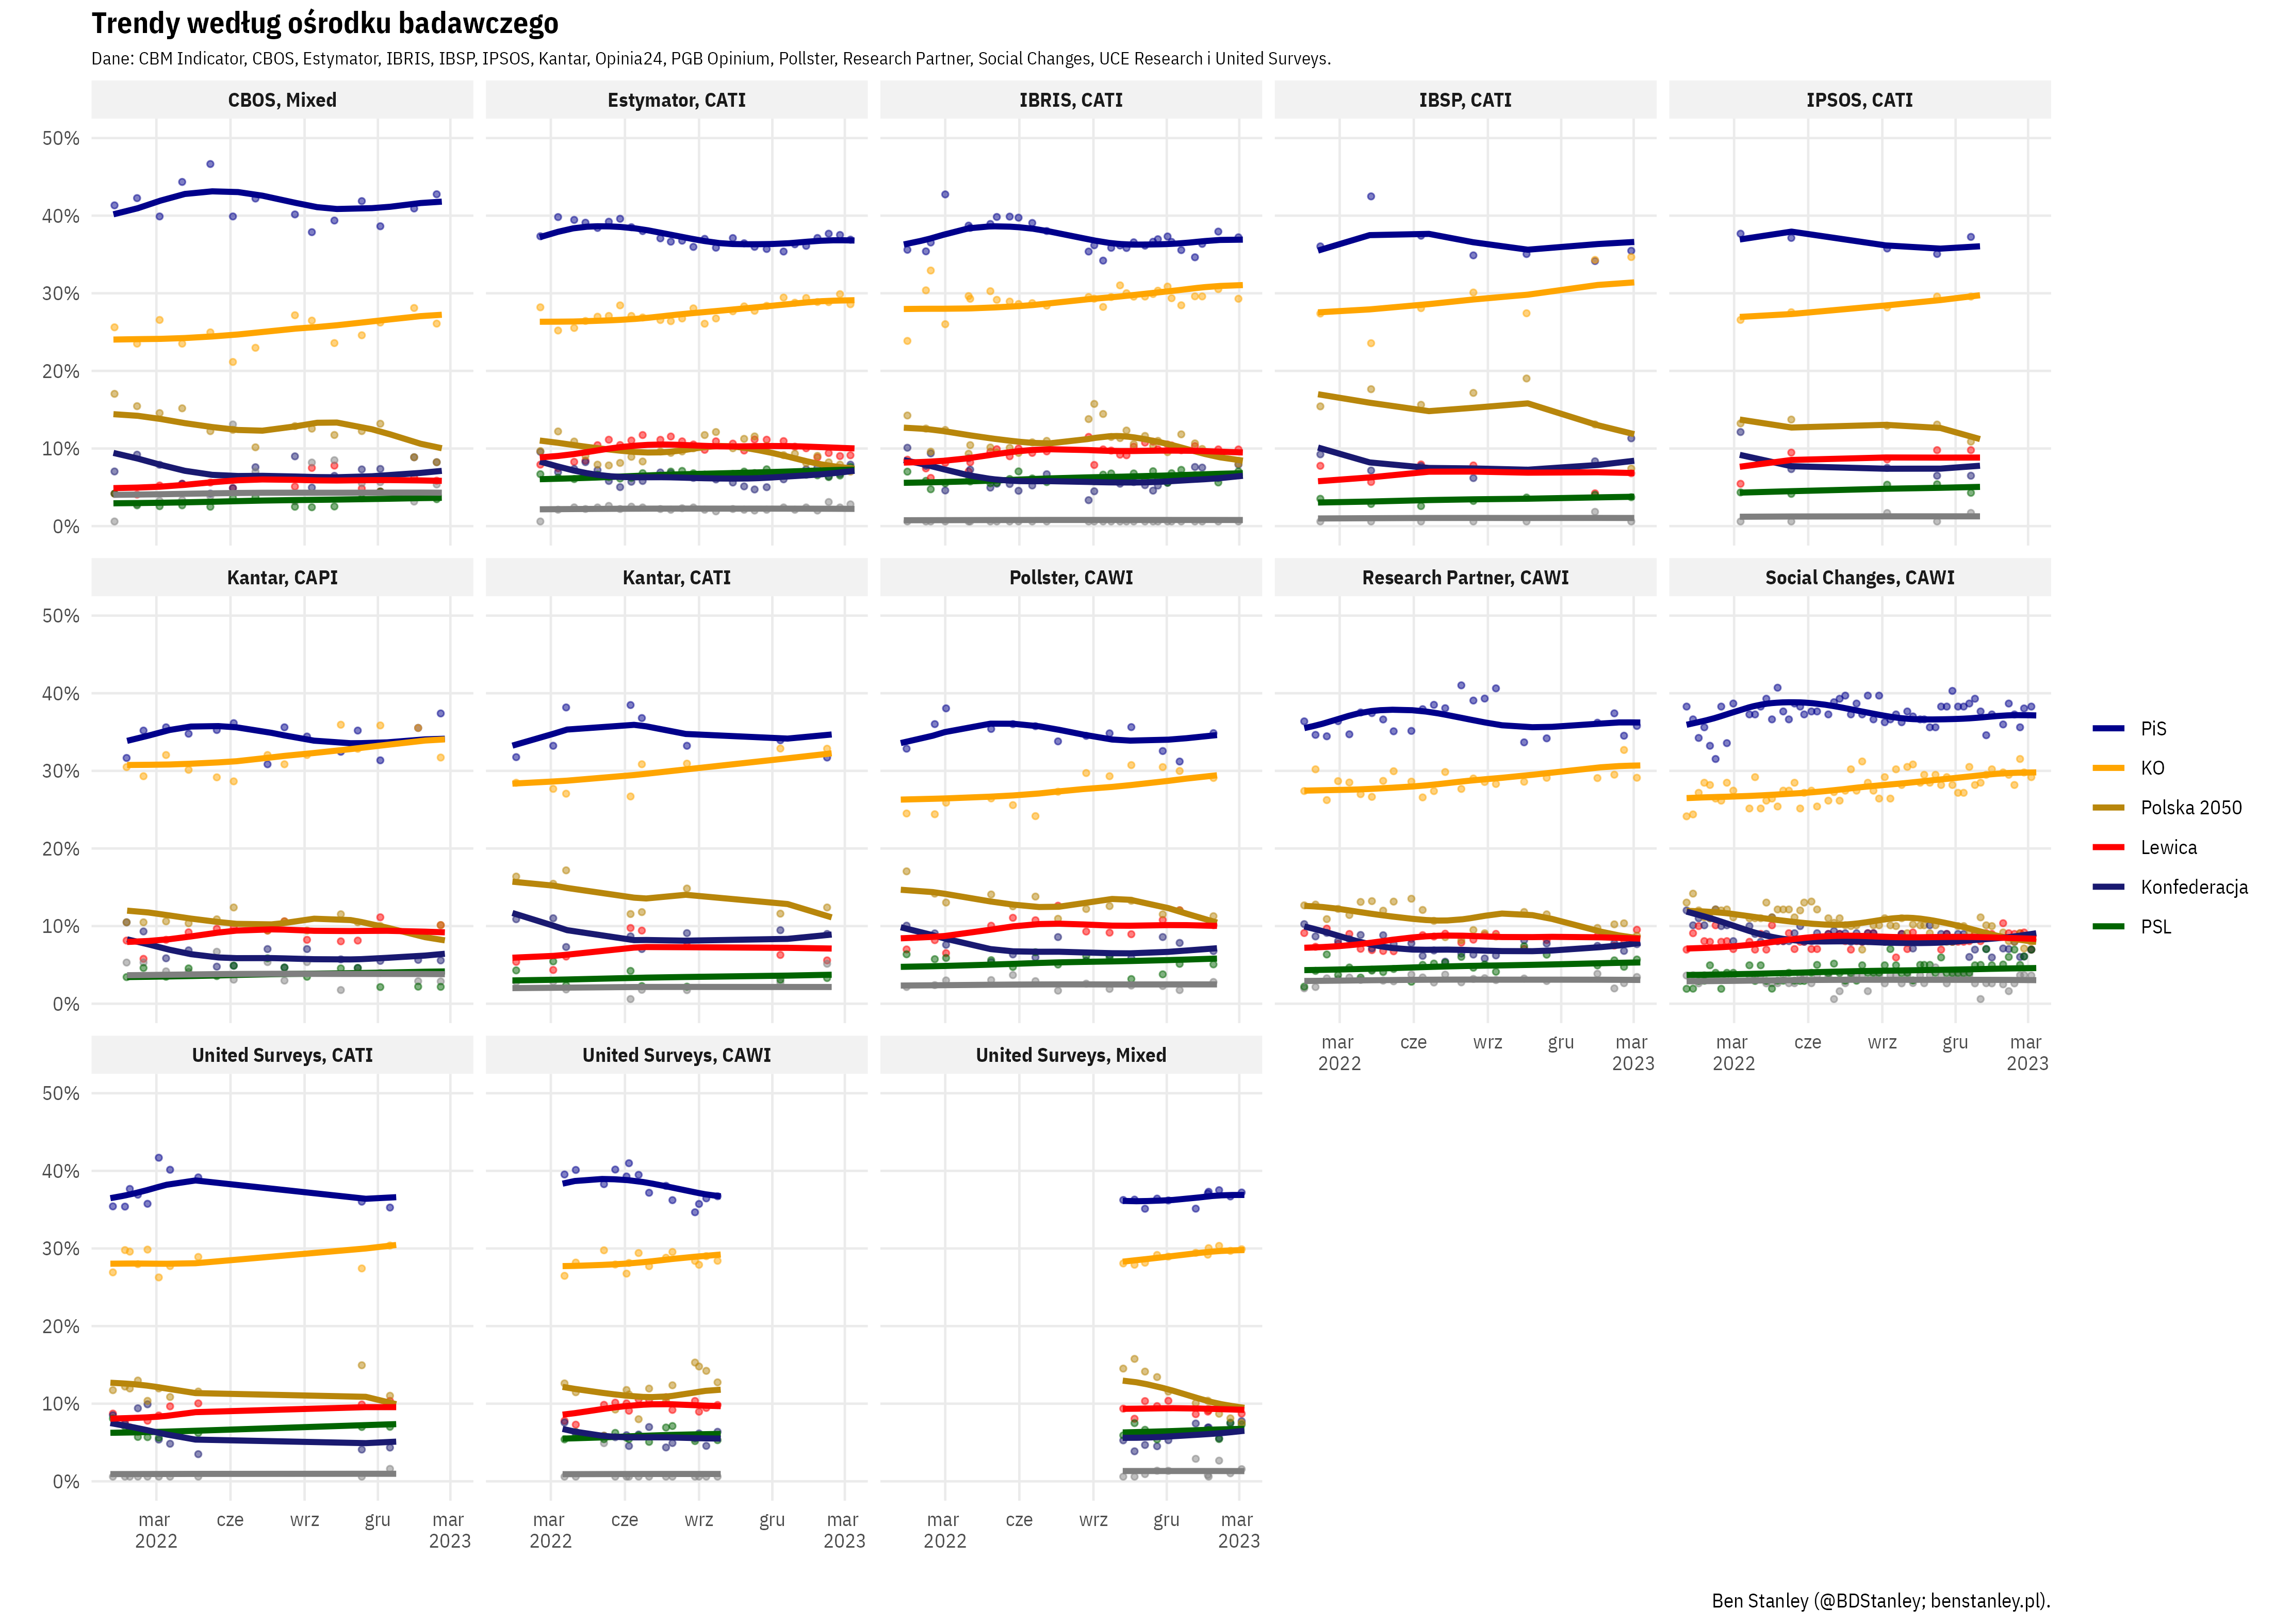 Trendy według ośrodku badawczego
Dane: CBM Indicator, CBOS, Estymator, IBRIS, IBSP, IPSOS, Kantar, Opinia24, PGB Opinium, Pollster, Research Partner, Social Changes, UCE Research i United Surveys.
CBOS, Mixed
Estymator, CATI
IBRIS, CATI
IBSP, CATI
IPSOS, CATI
50%
40%
30%
20%
10%
0%
Kantar, CAPI
Kantar, CATI
Pollster, CAWI
Research Partner, CAWI
Social Changes, CAWI
50%
40%
30%
20%
10%
0%
mar cze wrz gru mar
2022 2023
mar cze wrz gru mar
2022 2023
PiS
KO
Polska 2050
Lewica
Konfederacja
PSL
United Surveys, CATI
United Surveys, CAWI
United Surveys, Mixed
50%
40%
30%
20%
10%
0%
mar cze wrz gru mar
2022 2023
mar cze wrz gru mar
2022 2023
mar cze wrz gru mar
2022 2023
Ben Stanley (@BDStanley; benstanley.pl).